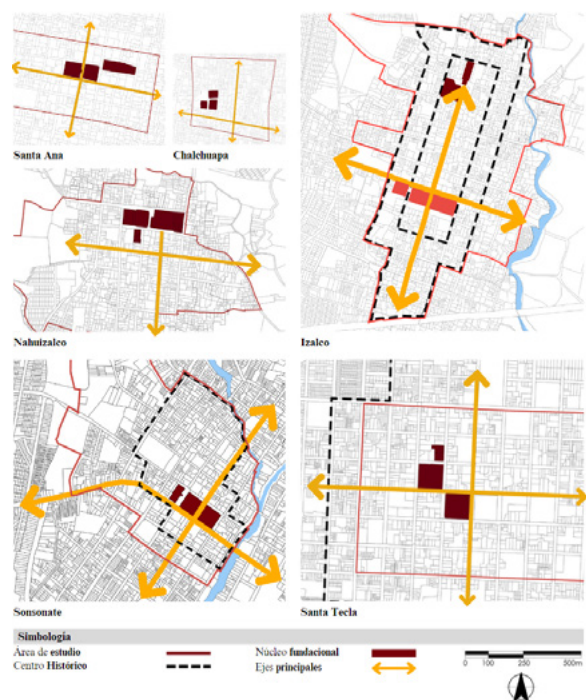 Santa Ana
Chalchuapa
Nahuizalco
Izalco
Sonsonate
Santa Tecla
Simbología
Área de estudio
Núcleo fundacional
Centro Histórico
Ejes principales
0 100 250 500m